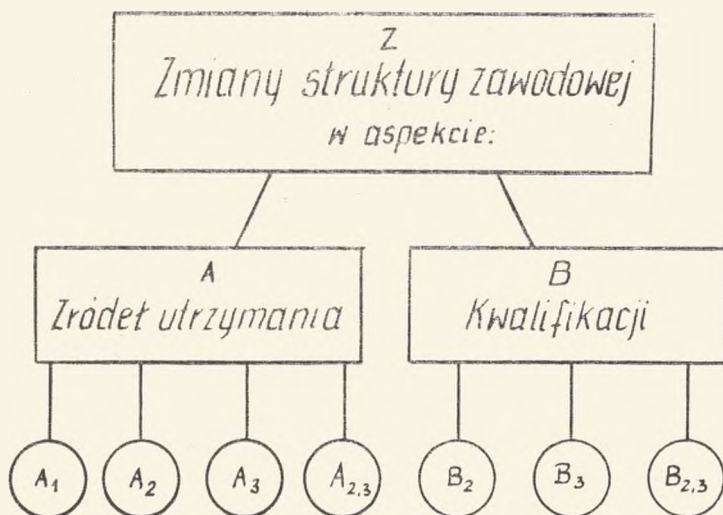 Z
Zmiany struktury zawodowej
w aspekcie:
A
Źródeł utrzymania
B
Kwalifikacji
A1
A2
A3
A2,3
B2
B3
B2,3